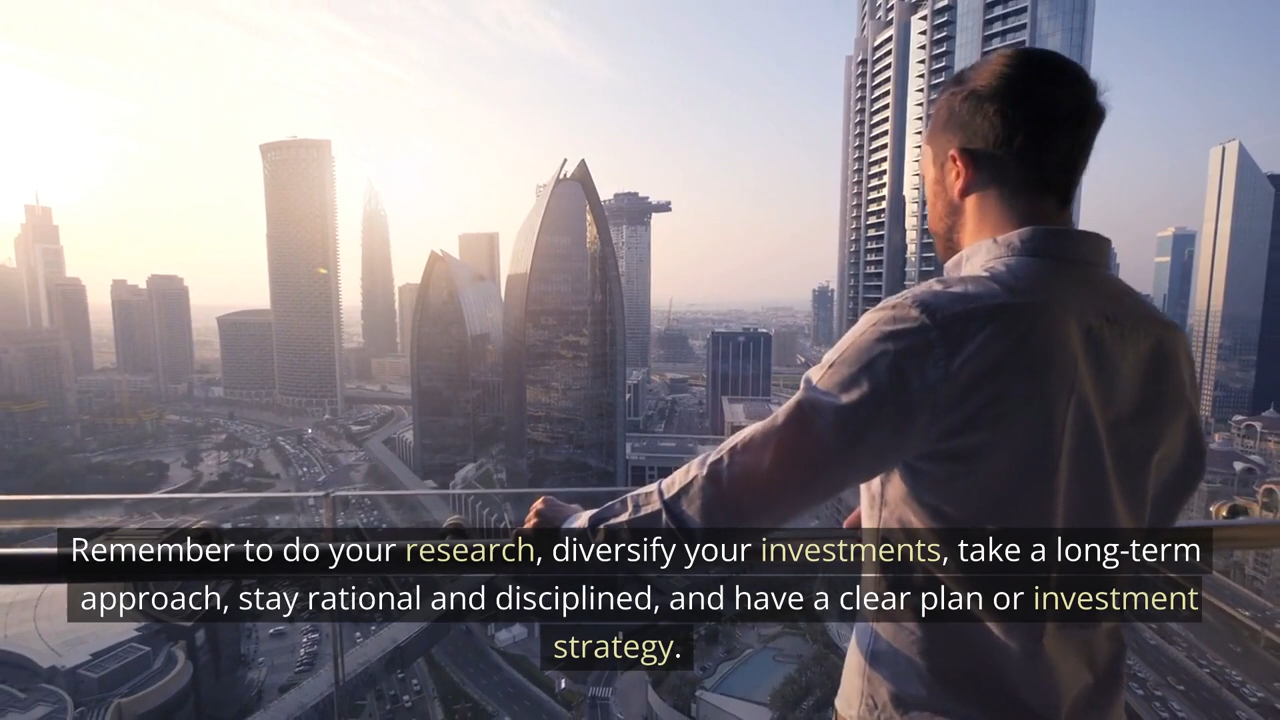 Remember to do your research, diversify your investments, take a long-term
approach, stay rational and disciplined, and have a clear plan or investment
strategy.